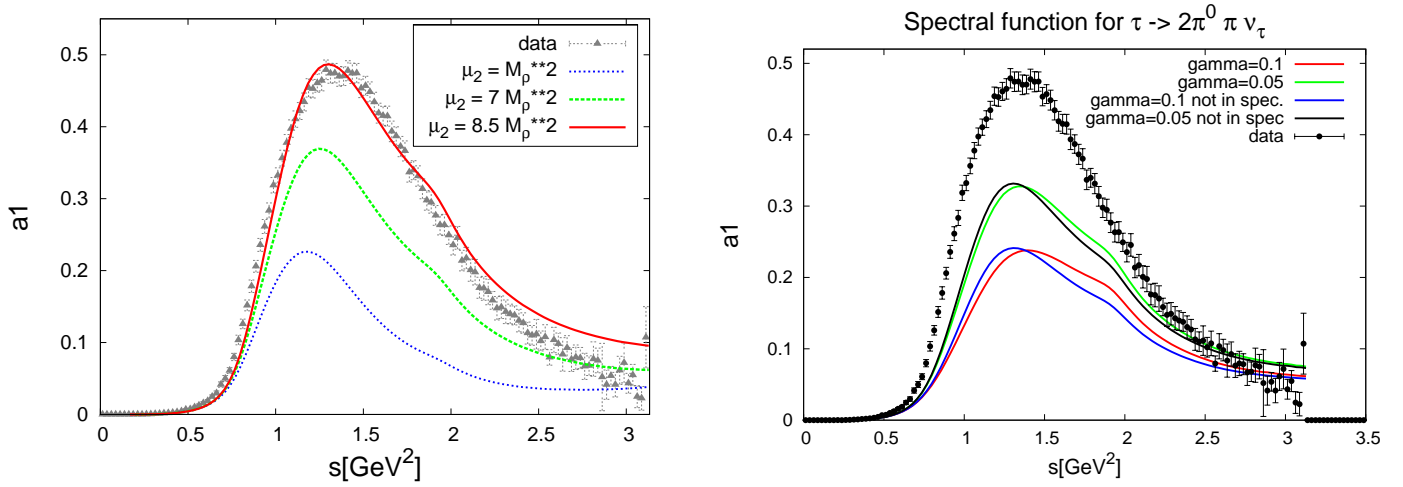 0.5
0.4
0.3
0.2
0.1
0
a1
0 0.5 1 1.5 2 2.5 3
s[GeV²]
data
μ₂ = M_ρ**2
μ₂ = 7 M_ρ**2
μ₂ = 8.5 M_ρ**2
Spectral function for τ -> 2π⁰ π ν_τ
gamma=0.1
gamma=0.05
gamma=0.1 not in spec.
gamma=0.05 not in spec
data
0.5
0.4
0.3
0.2
0.1
0
a1
0 0.5 1 1.5 2 2.5 3 3.5
s[GeV²]